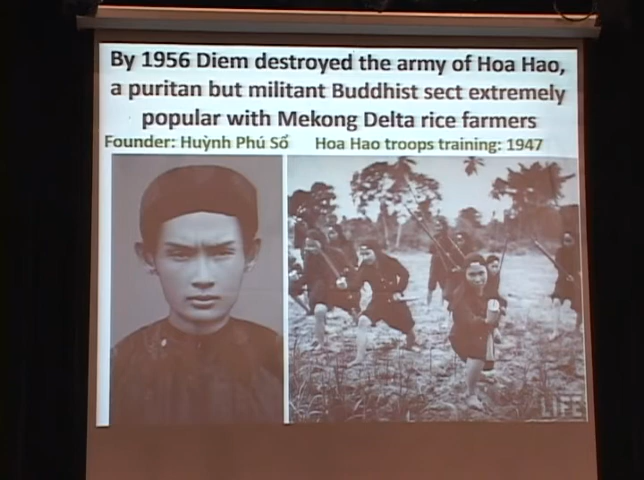 By 1956 Diem destroyed the army of Hoa Hao,
a puritan but militant Buddhist sect extremely
popular with Mekong Delta rice farmers
Founder: Huỳnh Phú Sổ
Hoa Hao troops training: 1947
LIFE